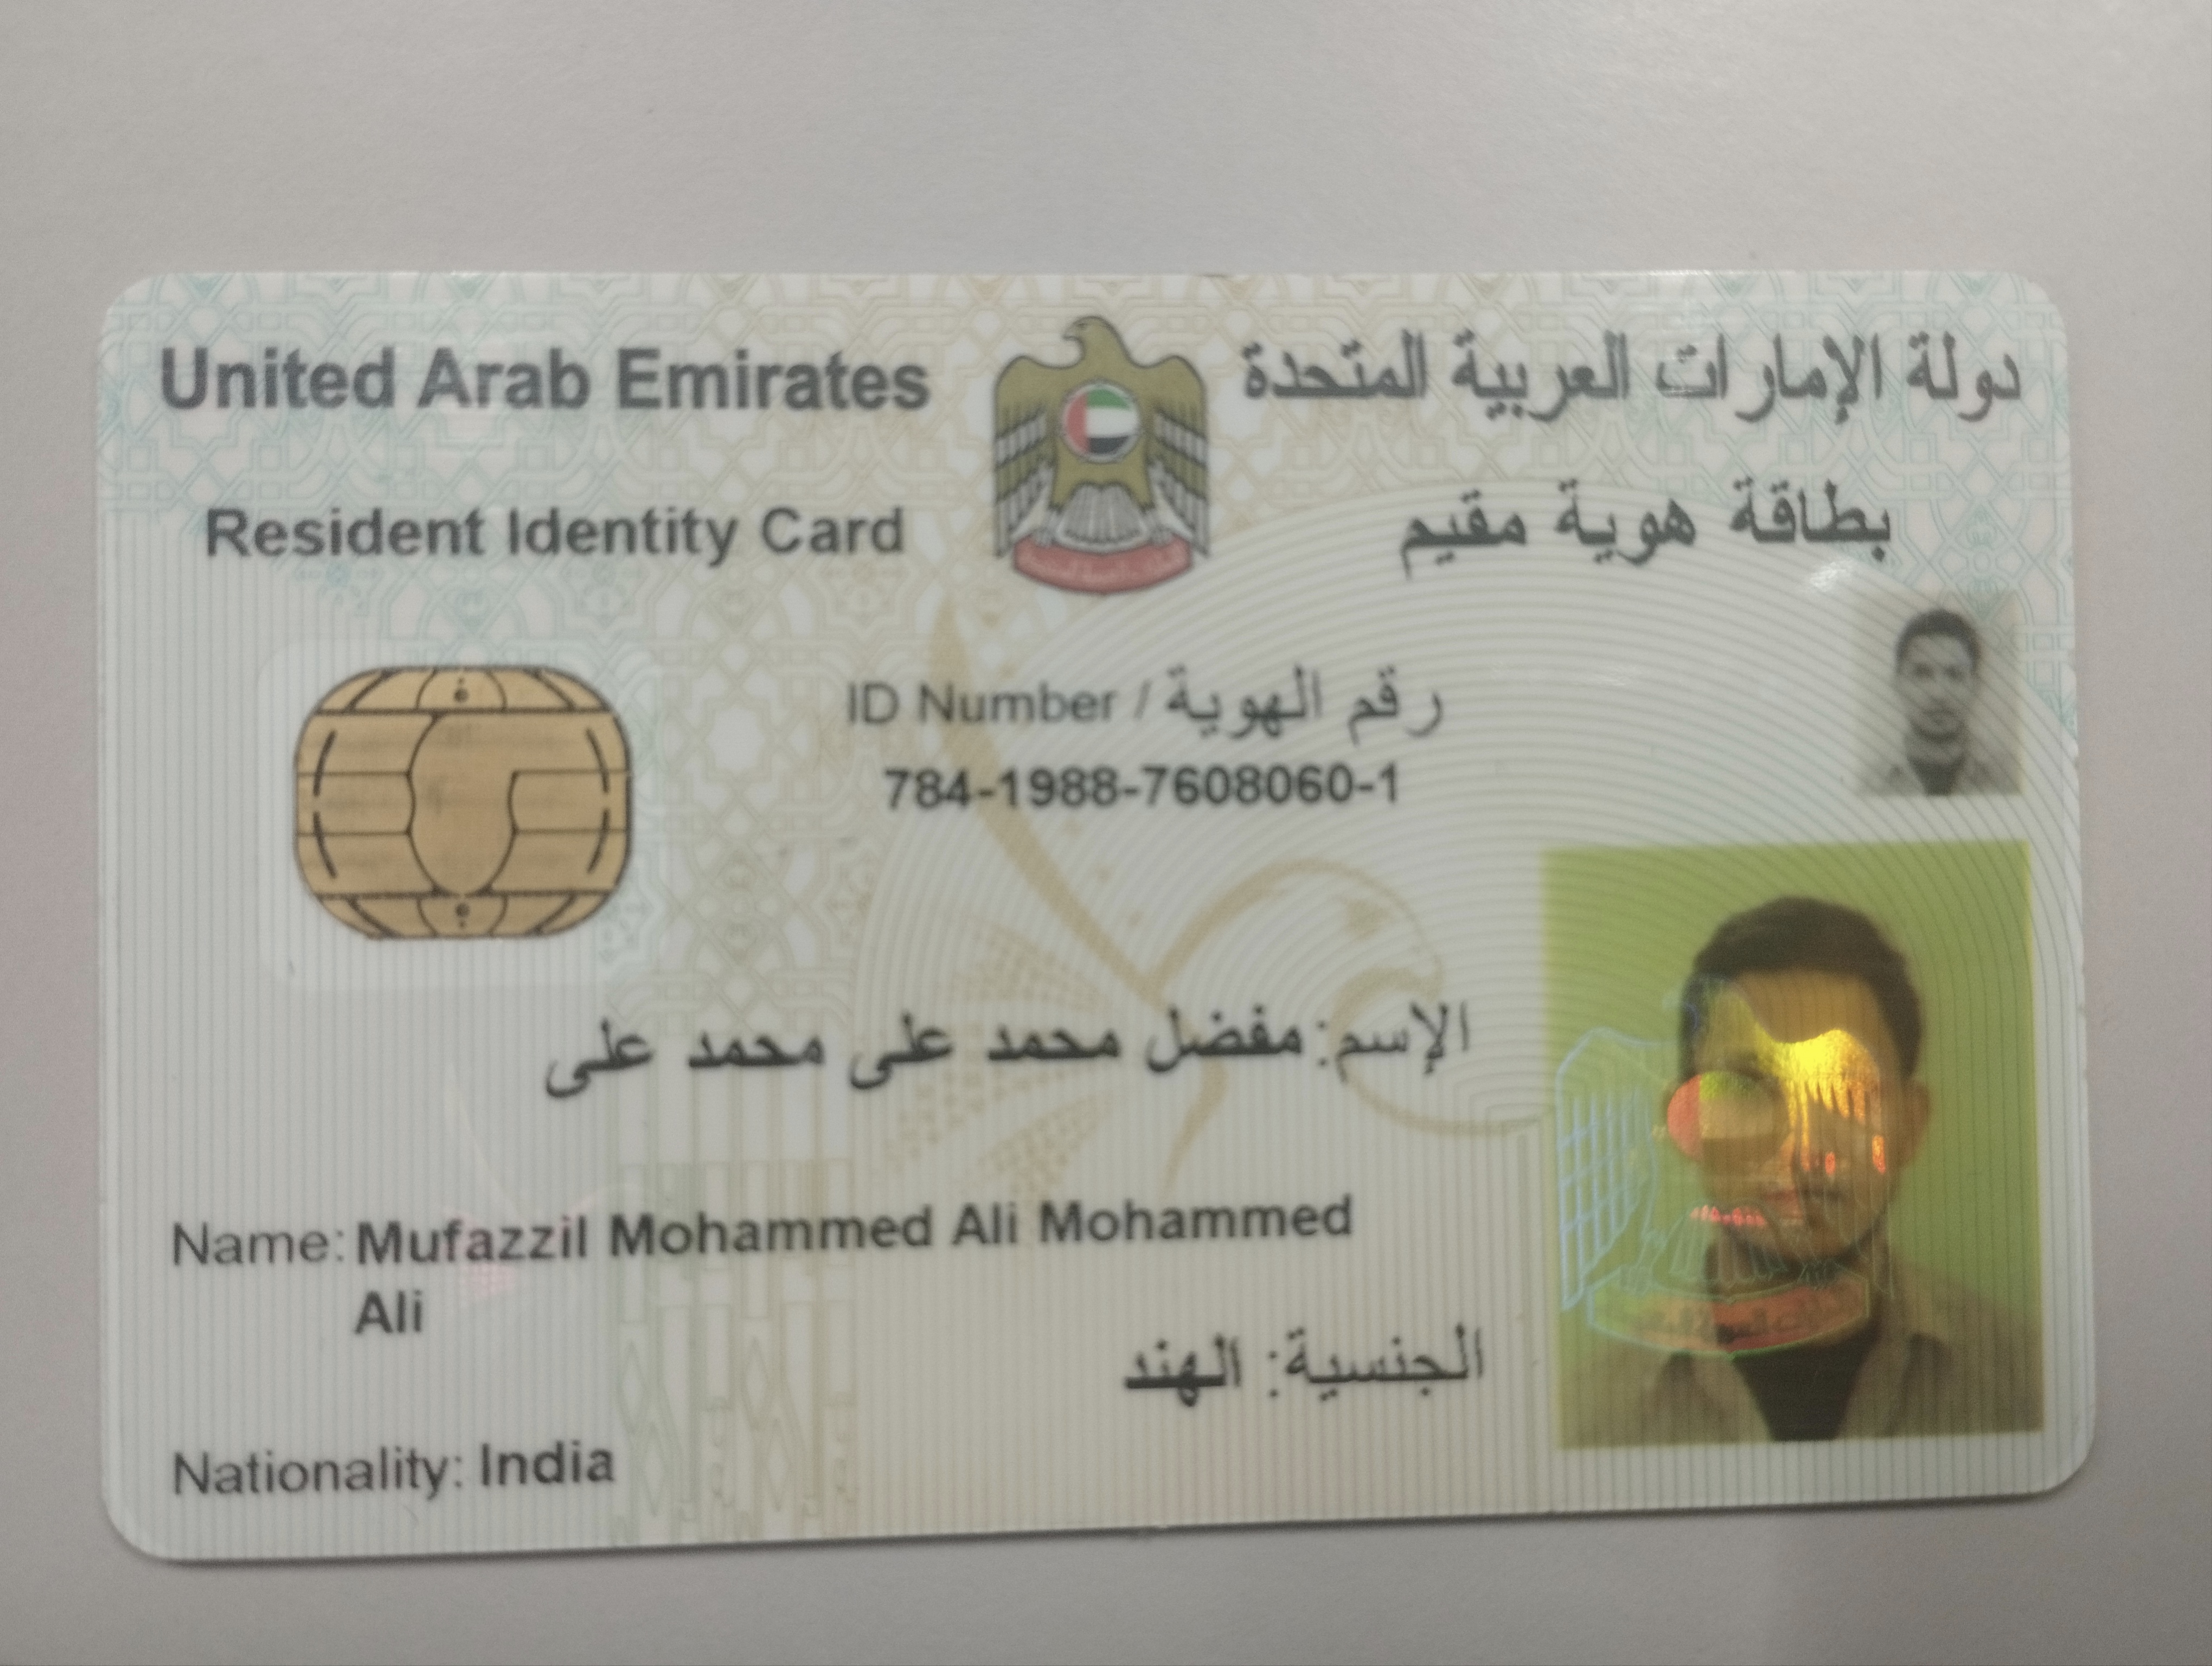 United Arab Emirates
دولة الإمارات العربية المتحدة
Resident Identity Card
بطاقة هوية مقيم
ID Number / رقم الهوية
784-1988-7608060-1
الإسم: مفضل محمد على محمد على
Name: Mufazzil Mohammed Ali Mohammed
Ali
الجنسية: الهند
Nationality: India